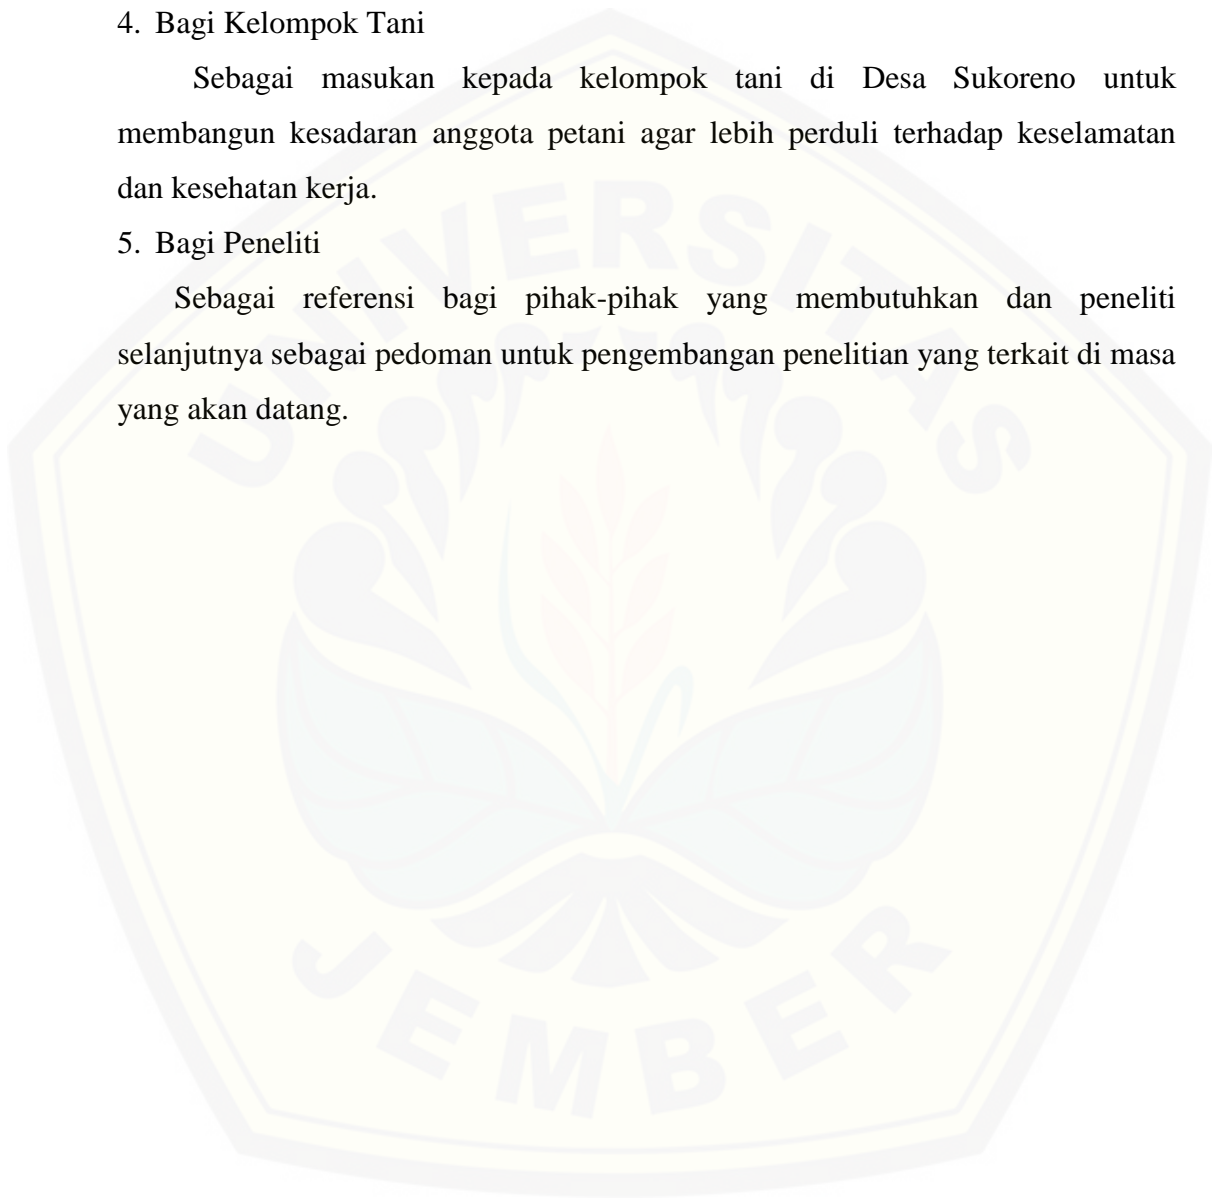 4. Bagi Kelompok Tani
Sebagai masukan kepada kelompok tani di Desa Sukoreno untuk
membangun kesadaran anggota petani agar lebih perduli terhadap keselamatan
dan kesehatan kerja.
5. Bagi Peneliti
Sebagai referensi bagi pihak-pihak yang membutuhkan dan peneliti
selanjutnya sebagai pedoman untuk pengembangan penelitian yang terkait di masa
yang akan datang.
UNIVERSITAS
JEMBER